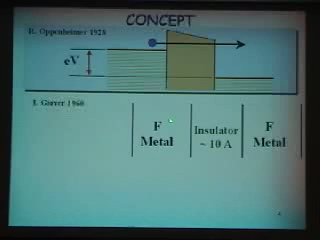 CONCEPT
R. Oppenheimer 1928
eV
I. Giaever 1960
F
Metal
Insulator
~ 10 A
F
Metal